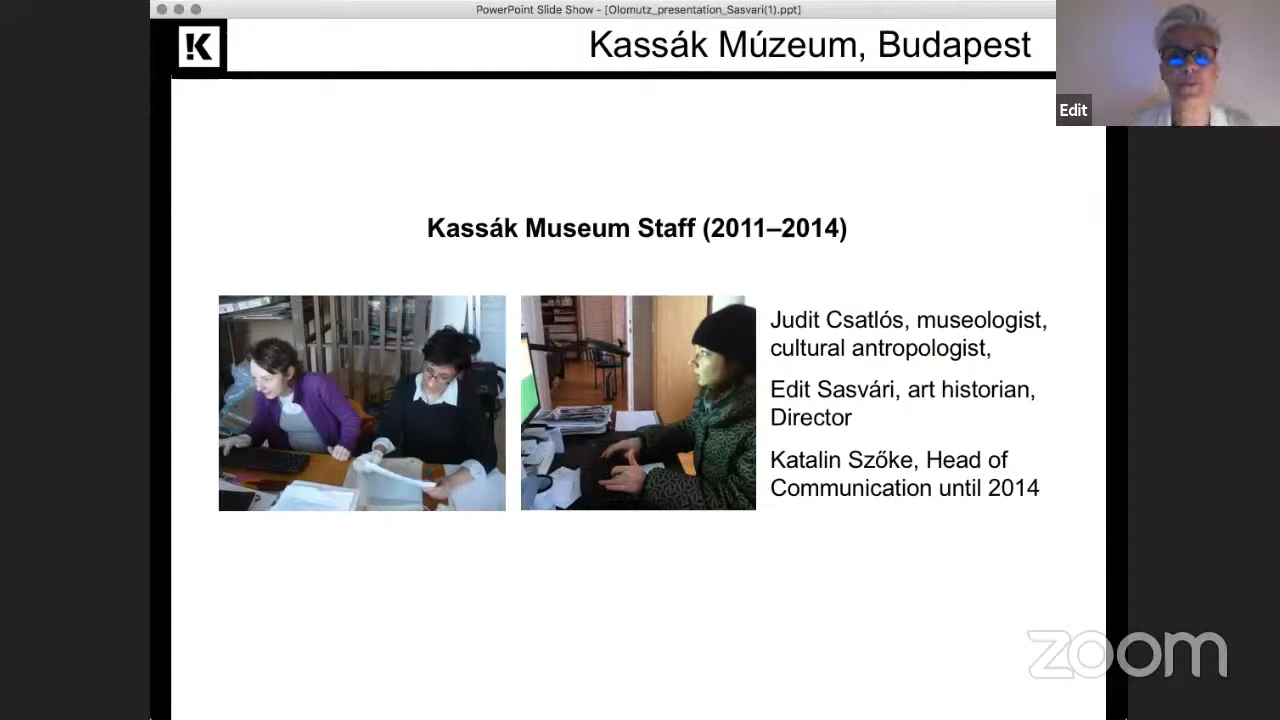 PowerPoint Slide Show - [Olomutz_presentation_Sasvari(1).ppt]
!K
Kassák Múzeum, Budapest
Edit
Kassák Museum Staff (2011–2014)
Judit Csatlós, museologist,
cultural antropologist,
Edit Sasvári, art historian,
Director
Katalin Szőke, Head of
Communication until 2014
zoom